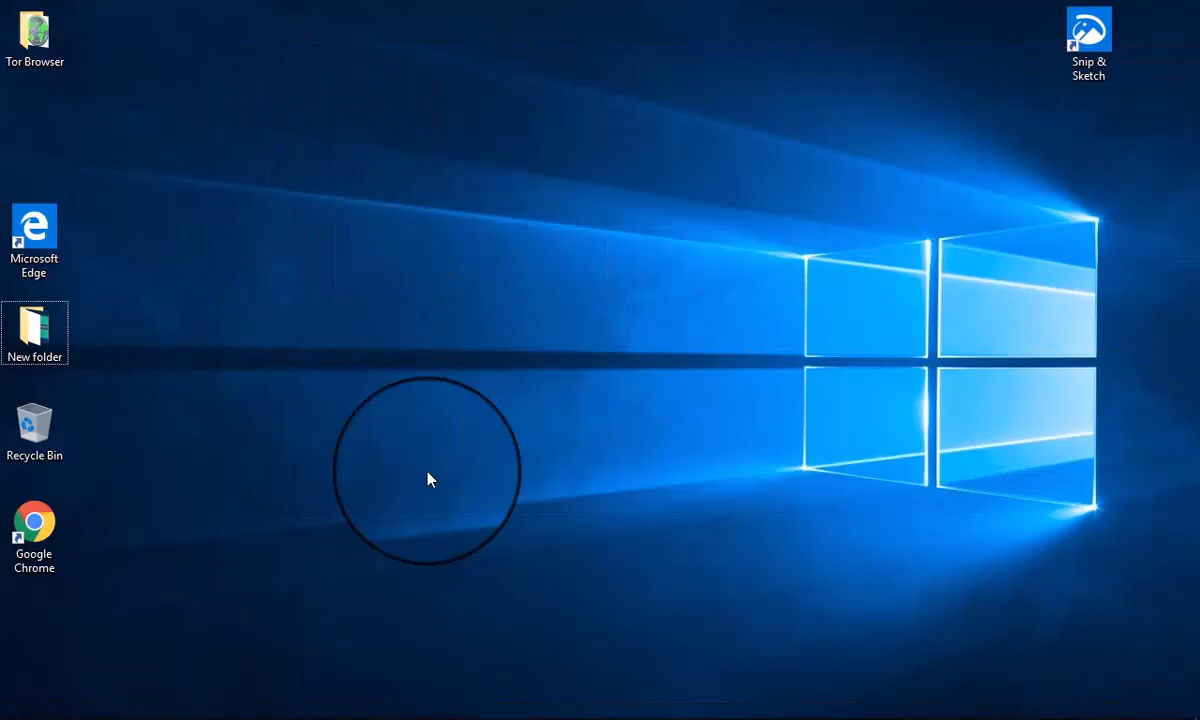 Tor Browser
Snip &
Sketch
Microsoft
Edge
New folder
Recycle Bin
Google
Chrome